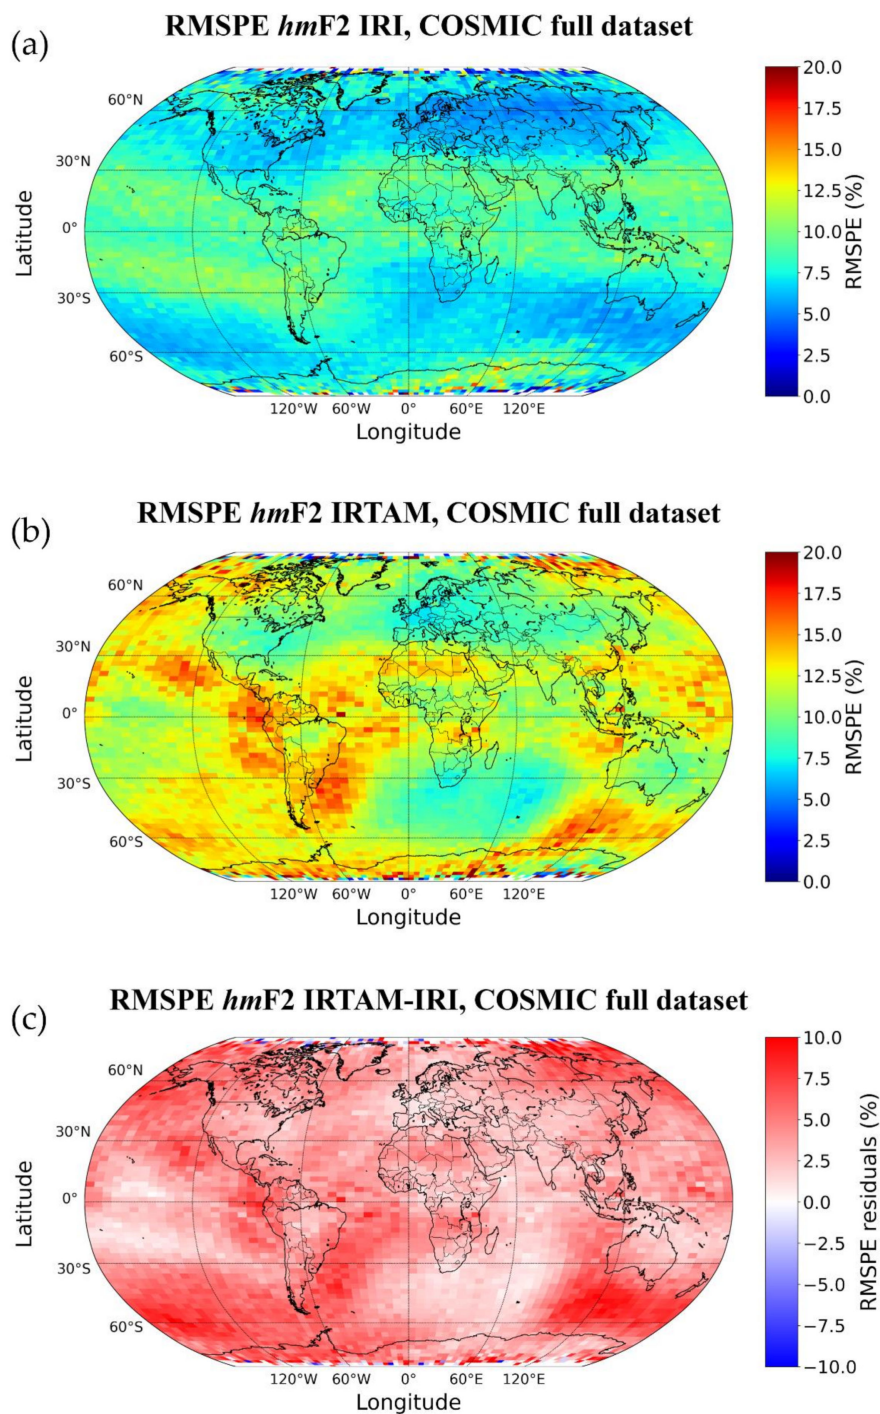 (a)
RMSPE hmF2 IRI, COSMIC full dataset
60°N
30°N
0°
30°S
60°S
Latitude
120°W 60°W 0° 60°E 120°E
Longitude
20.0
17.5
15.0
12.5
10.0
7.5
5.0
2.5
0.0
RMSPE (%)
(b)
RMSPE hmF2 IRTAM, COSMIC full dataset
60°N
30°N
0°
30°S
60°S
Latitude
120°W 60°W 0° 60°E 120°E
Longitude
20.0
17.5
15.0
12.5
10.0
7.5
5.0
2.5
0.0
RMSPE (%)
(c)
RMSPE hmF2 IRTAM-IRI, COSMIC full dataset
60°N
30°N
0°
30°S
60°S
Latitude
120°W 60°W 0° 60°E 120°E
Longitude
10.0
7.5
5.0
2.5
0.0
−2.5
−5.0
−7.5
−10.0
RMSPE residuals (%)